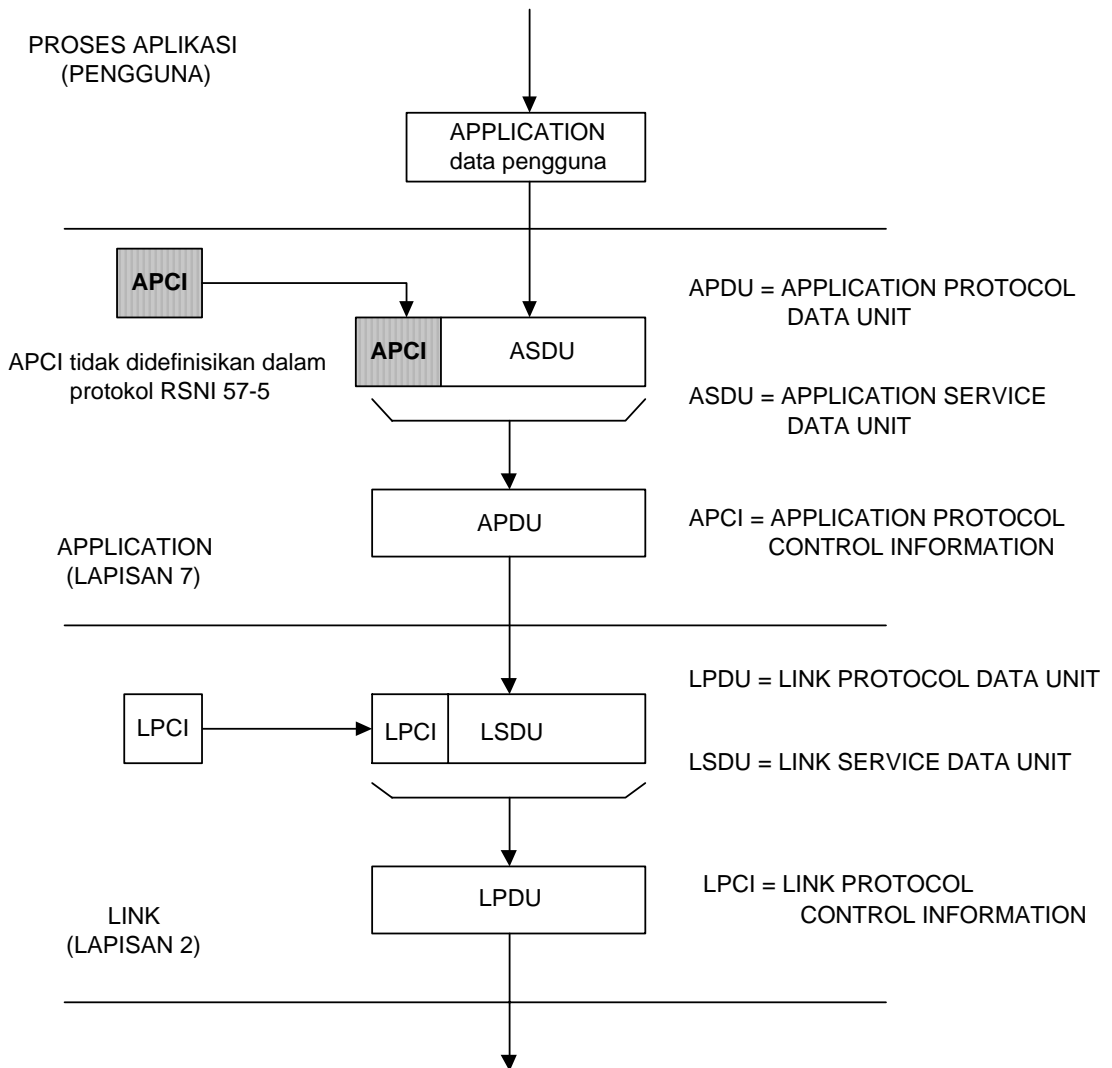 PROSES APLIKASI
(PENGGUNA)
APPLICATION
data pengguna
APCI
APCI
ASDU
APCI tidak didefinisikan dalam
protokol RSNI 57-5
APDU = APPLICATION PROTOCOL
DATA UNIT
ASDU = APPLICATION SERVICE
DATA UNIT
APDU
APCI = APPLICATION PROTOCOL
CONTROL INFORMATION
APPLICATION
(LAPISAN 7)
LPDU = LINK PROTOCOL DATA UNIT
LPCI
LPCI
LSDU
LSDU = LINK SERVICE DATA UNIT
LPDU
LPCI = LINK PROTOCOL
CONTROL INFORMATION
LINK
(LAPISAN 2)